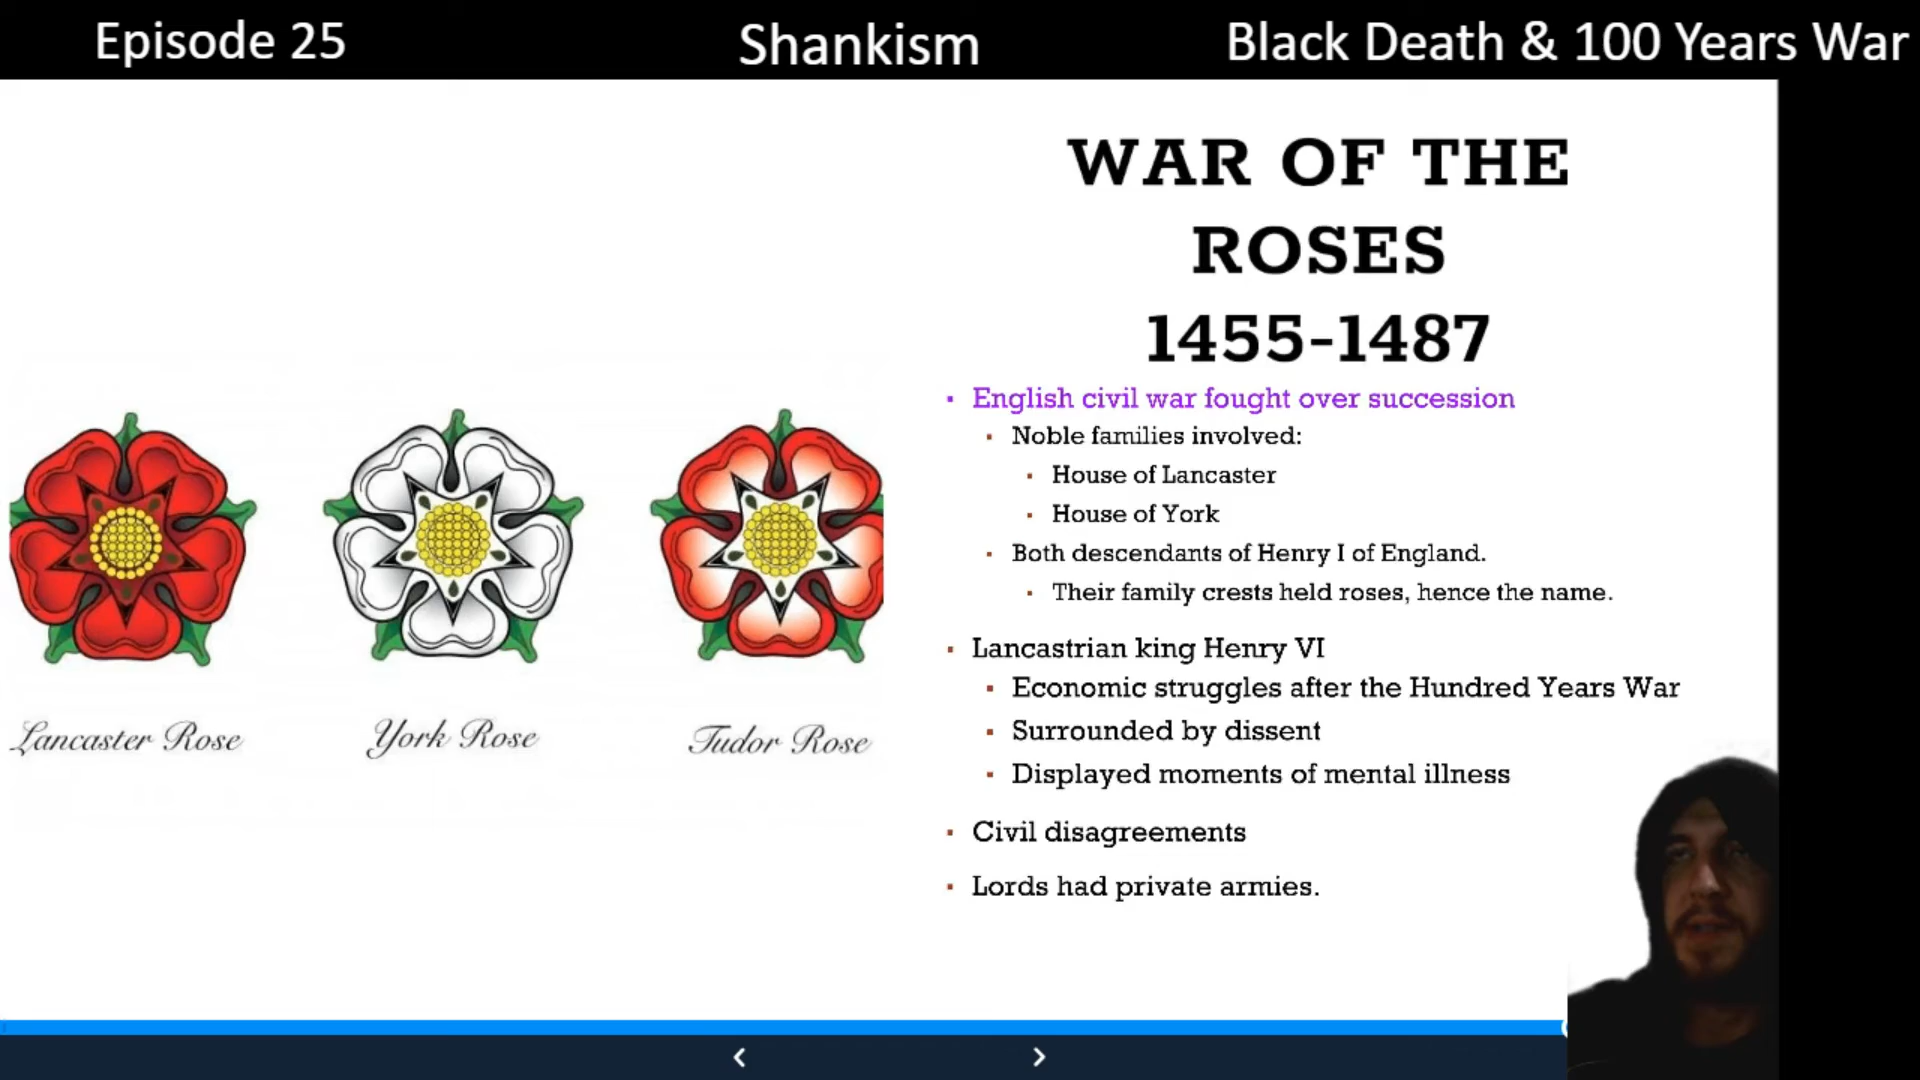 Episode 25
Shankism
Black Death & 100 Years War
WAR OF THE
ROSES
1455-1487
English civil war fought over succession
Noble families involved:
House of Lancaster
House of York
Both descendants of Henry I of England.
Their family crests held roses, hence the name.
Lancastrian king Henry VI
Economic struggles after the Hundred Years War
Surrounded by dissent
Displayed moments of mental illness
Civil disagreements
Lords had private armies.
Lancaster Rose
York Rose
Tudor Rose